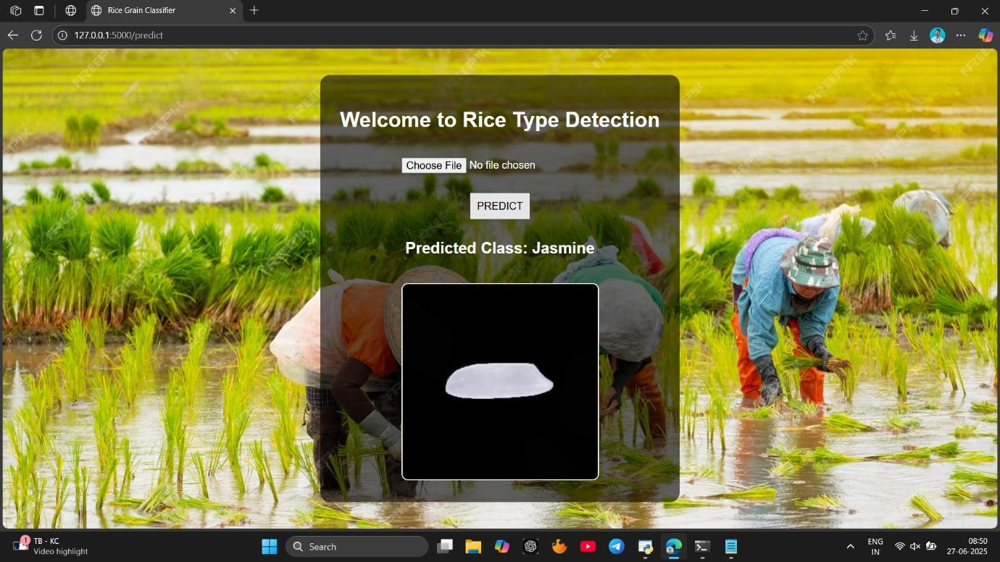 Rice Grain Classifier
127.0.0.1:5000/predict
FREEPIK
Welcome to Rice Type Detection
Choose File No file chosen
PREDICT
Predicted Class: Jasmine
1
TB - KC
Video highlight
Search
ENG
IN
08:50
27-06-2025